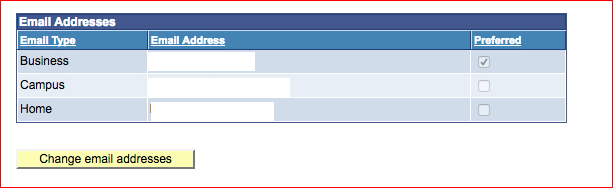 Email Addresses
Email Type Email Address Preferred
Business
Campus
Home
Change email addresses